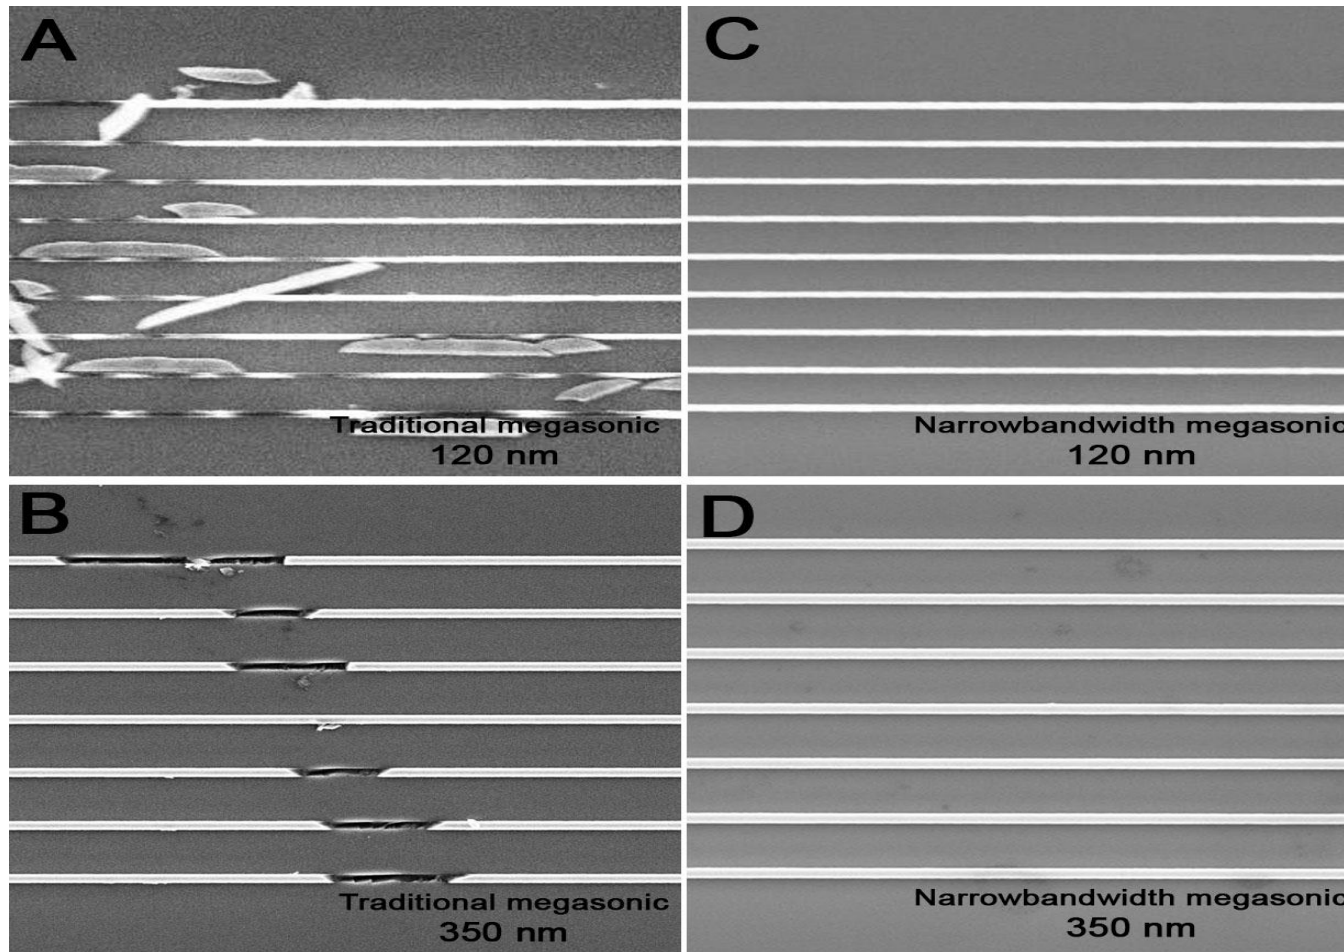 A
Traditional megasonic
120 nm
C
Narrowbandwidth megasonic
120 nm
B
Traditional megasonic
350 nm
D
Narrowbandwidth megasonic
350 nm